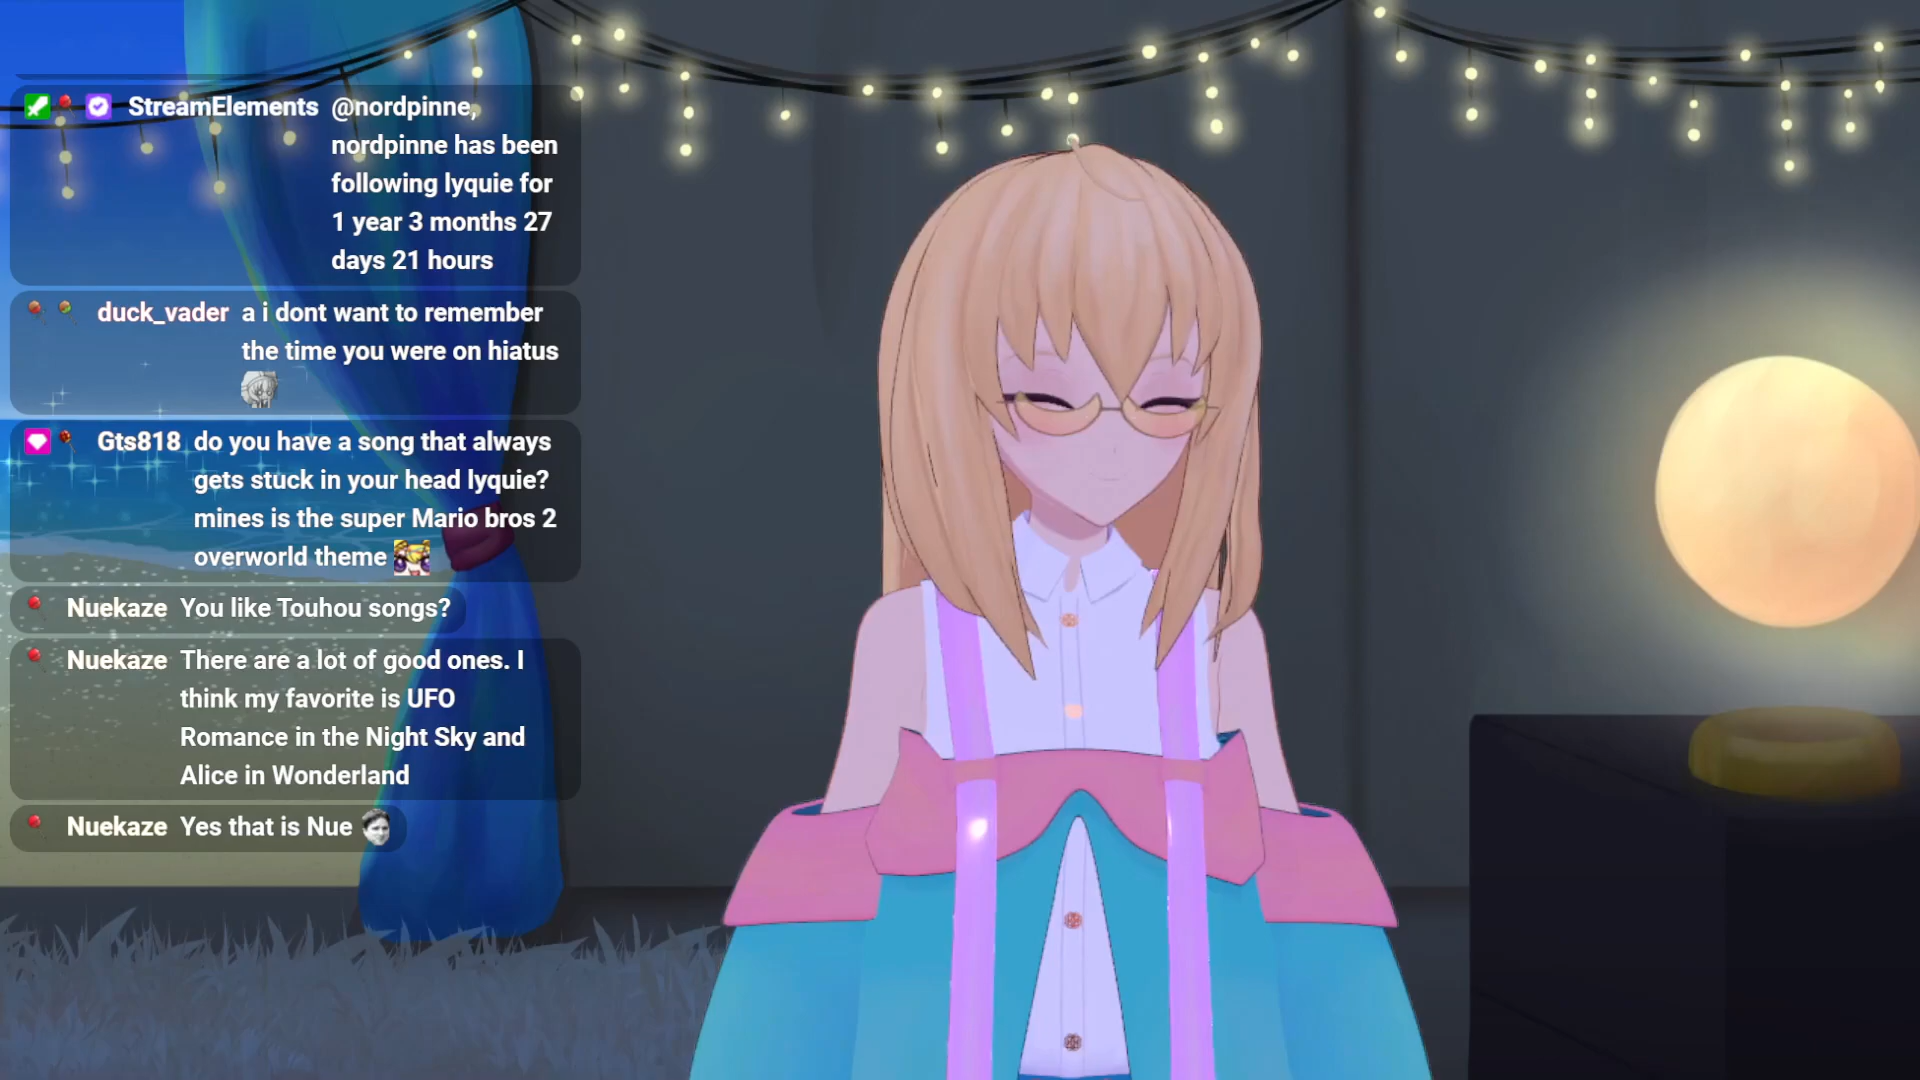 StreamElements @nordpinne,
nordpinne has been
following lyquie for
1 year 3 months 27
days 21 hours
duck_vader a i dont want to remember
the time you were on hiatus
Gts818 do you have a song that always
gets stuck in your head lyquie?
mines is the super Mario bros 2
overworld theme
Nuekaze You like Touhou songs?
Nuekaze There are a lot of good ones. I
think my favorite is UFO
Romance in the Night Sky and
Alice in Wonderland
Nuekaze Yes that is Nue